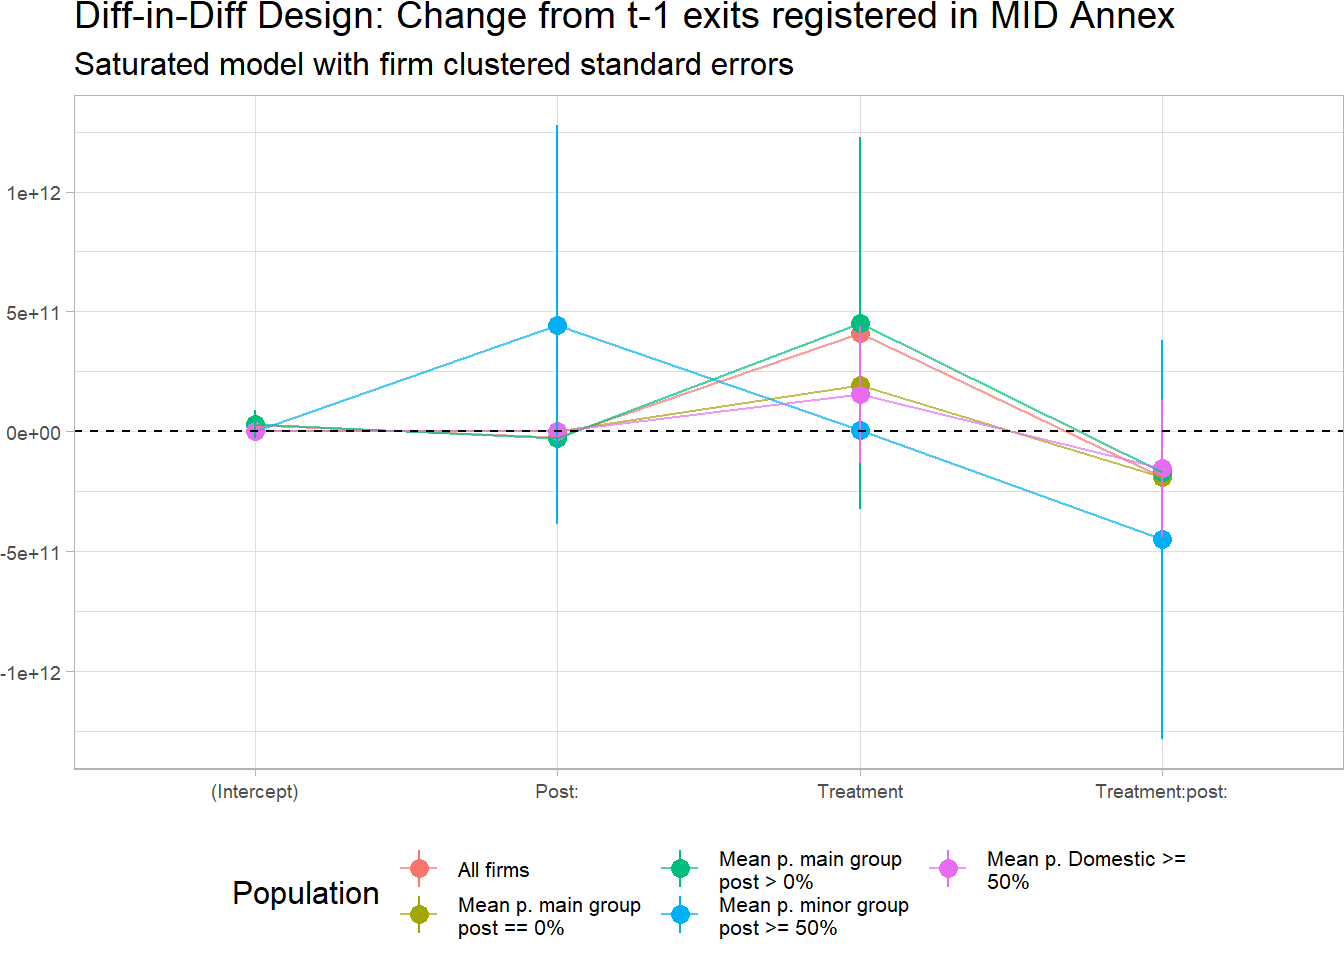 Diff-in-Diff Design: Change from t-1 exits registered in MID Annex
Saturated model with firm clustered standard errors
1e+12
5e+11
0e+00
-5e+11
-1e+12
(Intercept)
Post:
Treatment
Treatment:post:
Population
All firms
Mean p. main group
post == 0%
Mean p. main group
post > 0%
Mean p. minor group
post >= 50%
Mean p. Domestic >=
50%